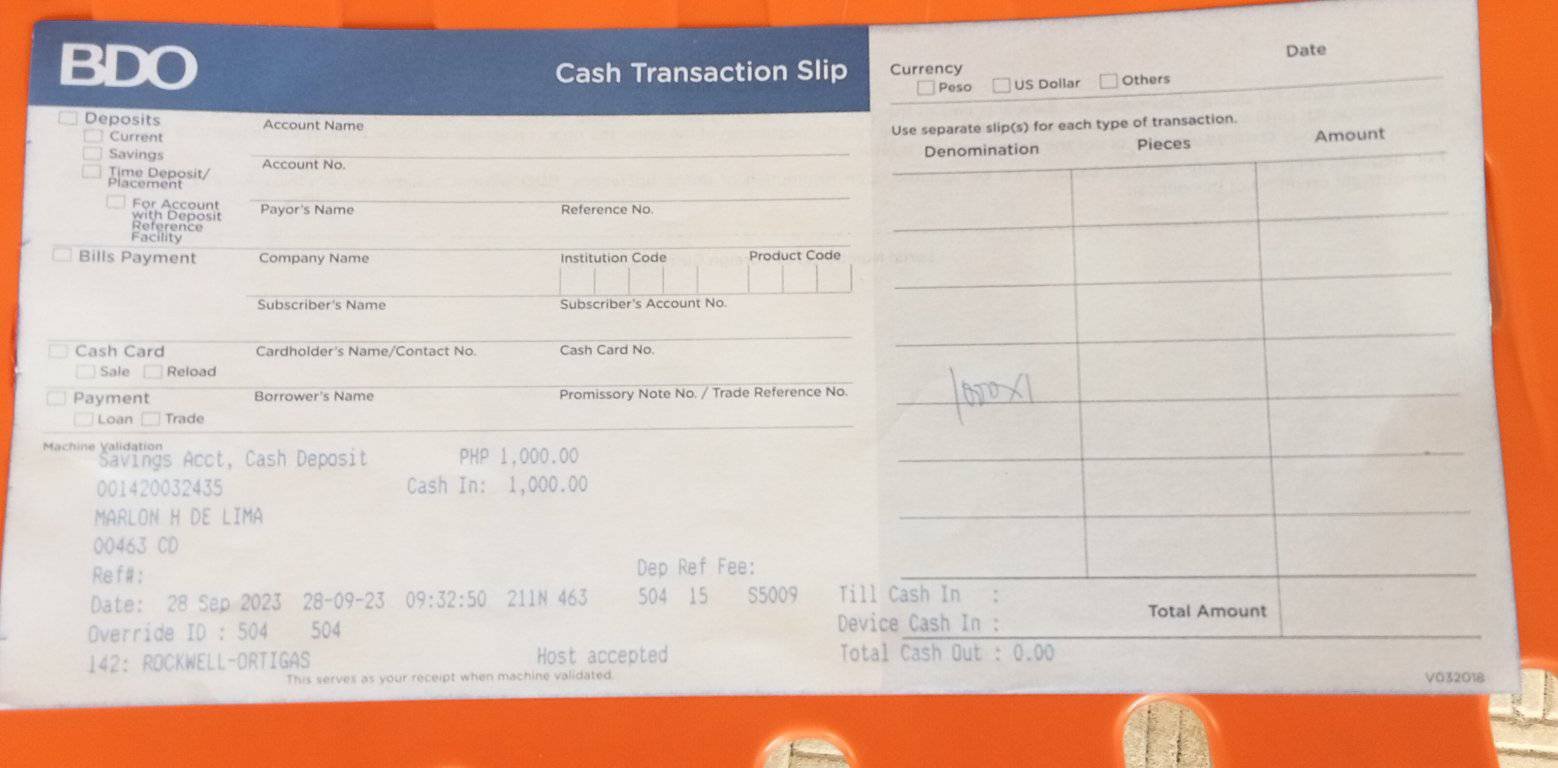 BDO
Cash Transaction Slip
Deposits
Current
Savings
Time Deposit/
Placement
For Account
with Deposit
Reference
Facility
Account Name
Account No.
Payor's Name Reference No.
Bills Payment
Company Name Institution Code Product Code
Subscriber's Name Subscriber's Account No.
Cash Card
Sale Reload
Cardholder's Name/Contact No. Cash Card No.
Payment
Loan Trade
Borrower's Name Promissory Note No. / Trade Reference No.
Machine Validation
Savings Acct, Cash Deposit PHP 1,000.00
001420032435 Cash In: 1,000.00
MARLON H DE LIMA
00463 CD
Ref#: Dep Ref Fee:
Date: 28 Sep 2023 28-09-23 09:32:50 211N 463 504 15 S5009 Till Cash In :
Override ID : 504 504 Device Cash In :
142: ROCKWELL-ORTIGAS Host accepted Total Cash Out : 0.00
This serves as your receipt when machine validated.
Currency
Peso US Dollar Others
Date
Use separate slip(s) for each type of transaction.
Denomination Pieces Amount
1000x1
Total Amount
V032018